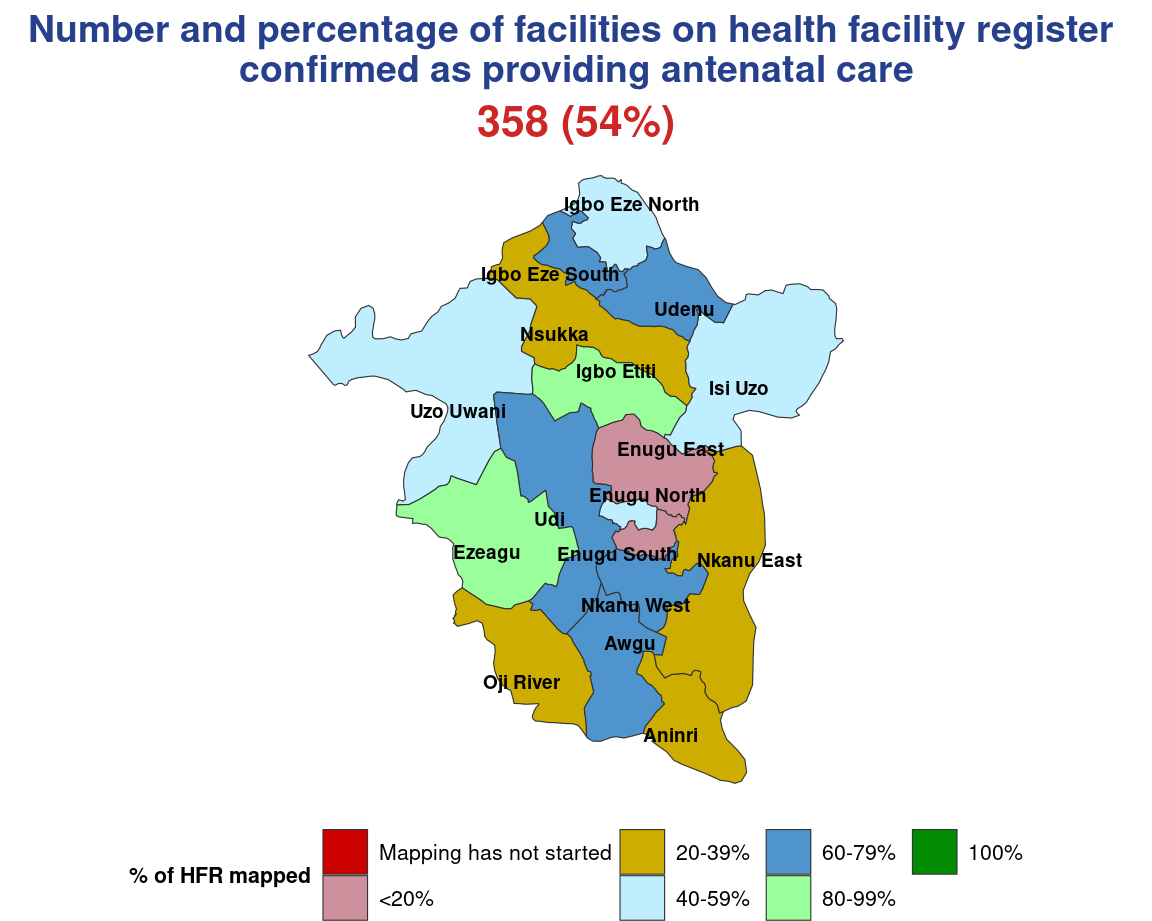 Number and percentage of facilities on health facility register
confirmed as providing antenatal care
358 (54%)
Igbo Eze North
Igbo Eze South
Udenu
Nsukka
Igbo Etiti
Isi Uzo
Uzo Uwani
Enugu East
Enugu North
Udi
Ezeagu
Enugu South
Nkanu East
Nkanu West
Awgu
Oji River
Aninri
% of HFR mapped
Mapping has not started
<20%
20-39%
40-59%
60-79%
80-99%
100%